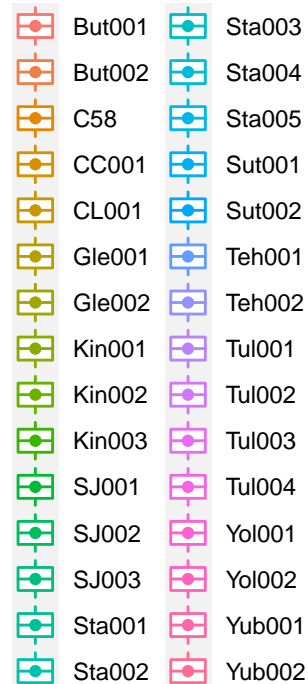 But001
But002
C58
CC001
CL001
Gle001
Gle002
Kin001
Kin002
Kin003
SJ001
SJ002
SJ003
Sta001
Sta002
Sta003
Sta004
Sta005
Sut001
Sut002
Teh001
Teh002
Tul001
Tul002
Tul003
Tul004
Yol001
Yol002
Yub001
Yub002